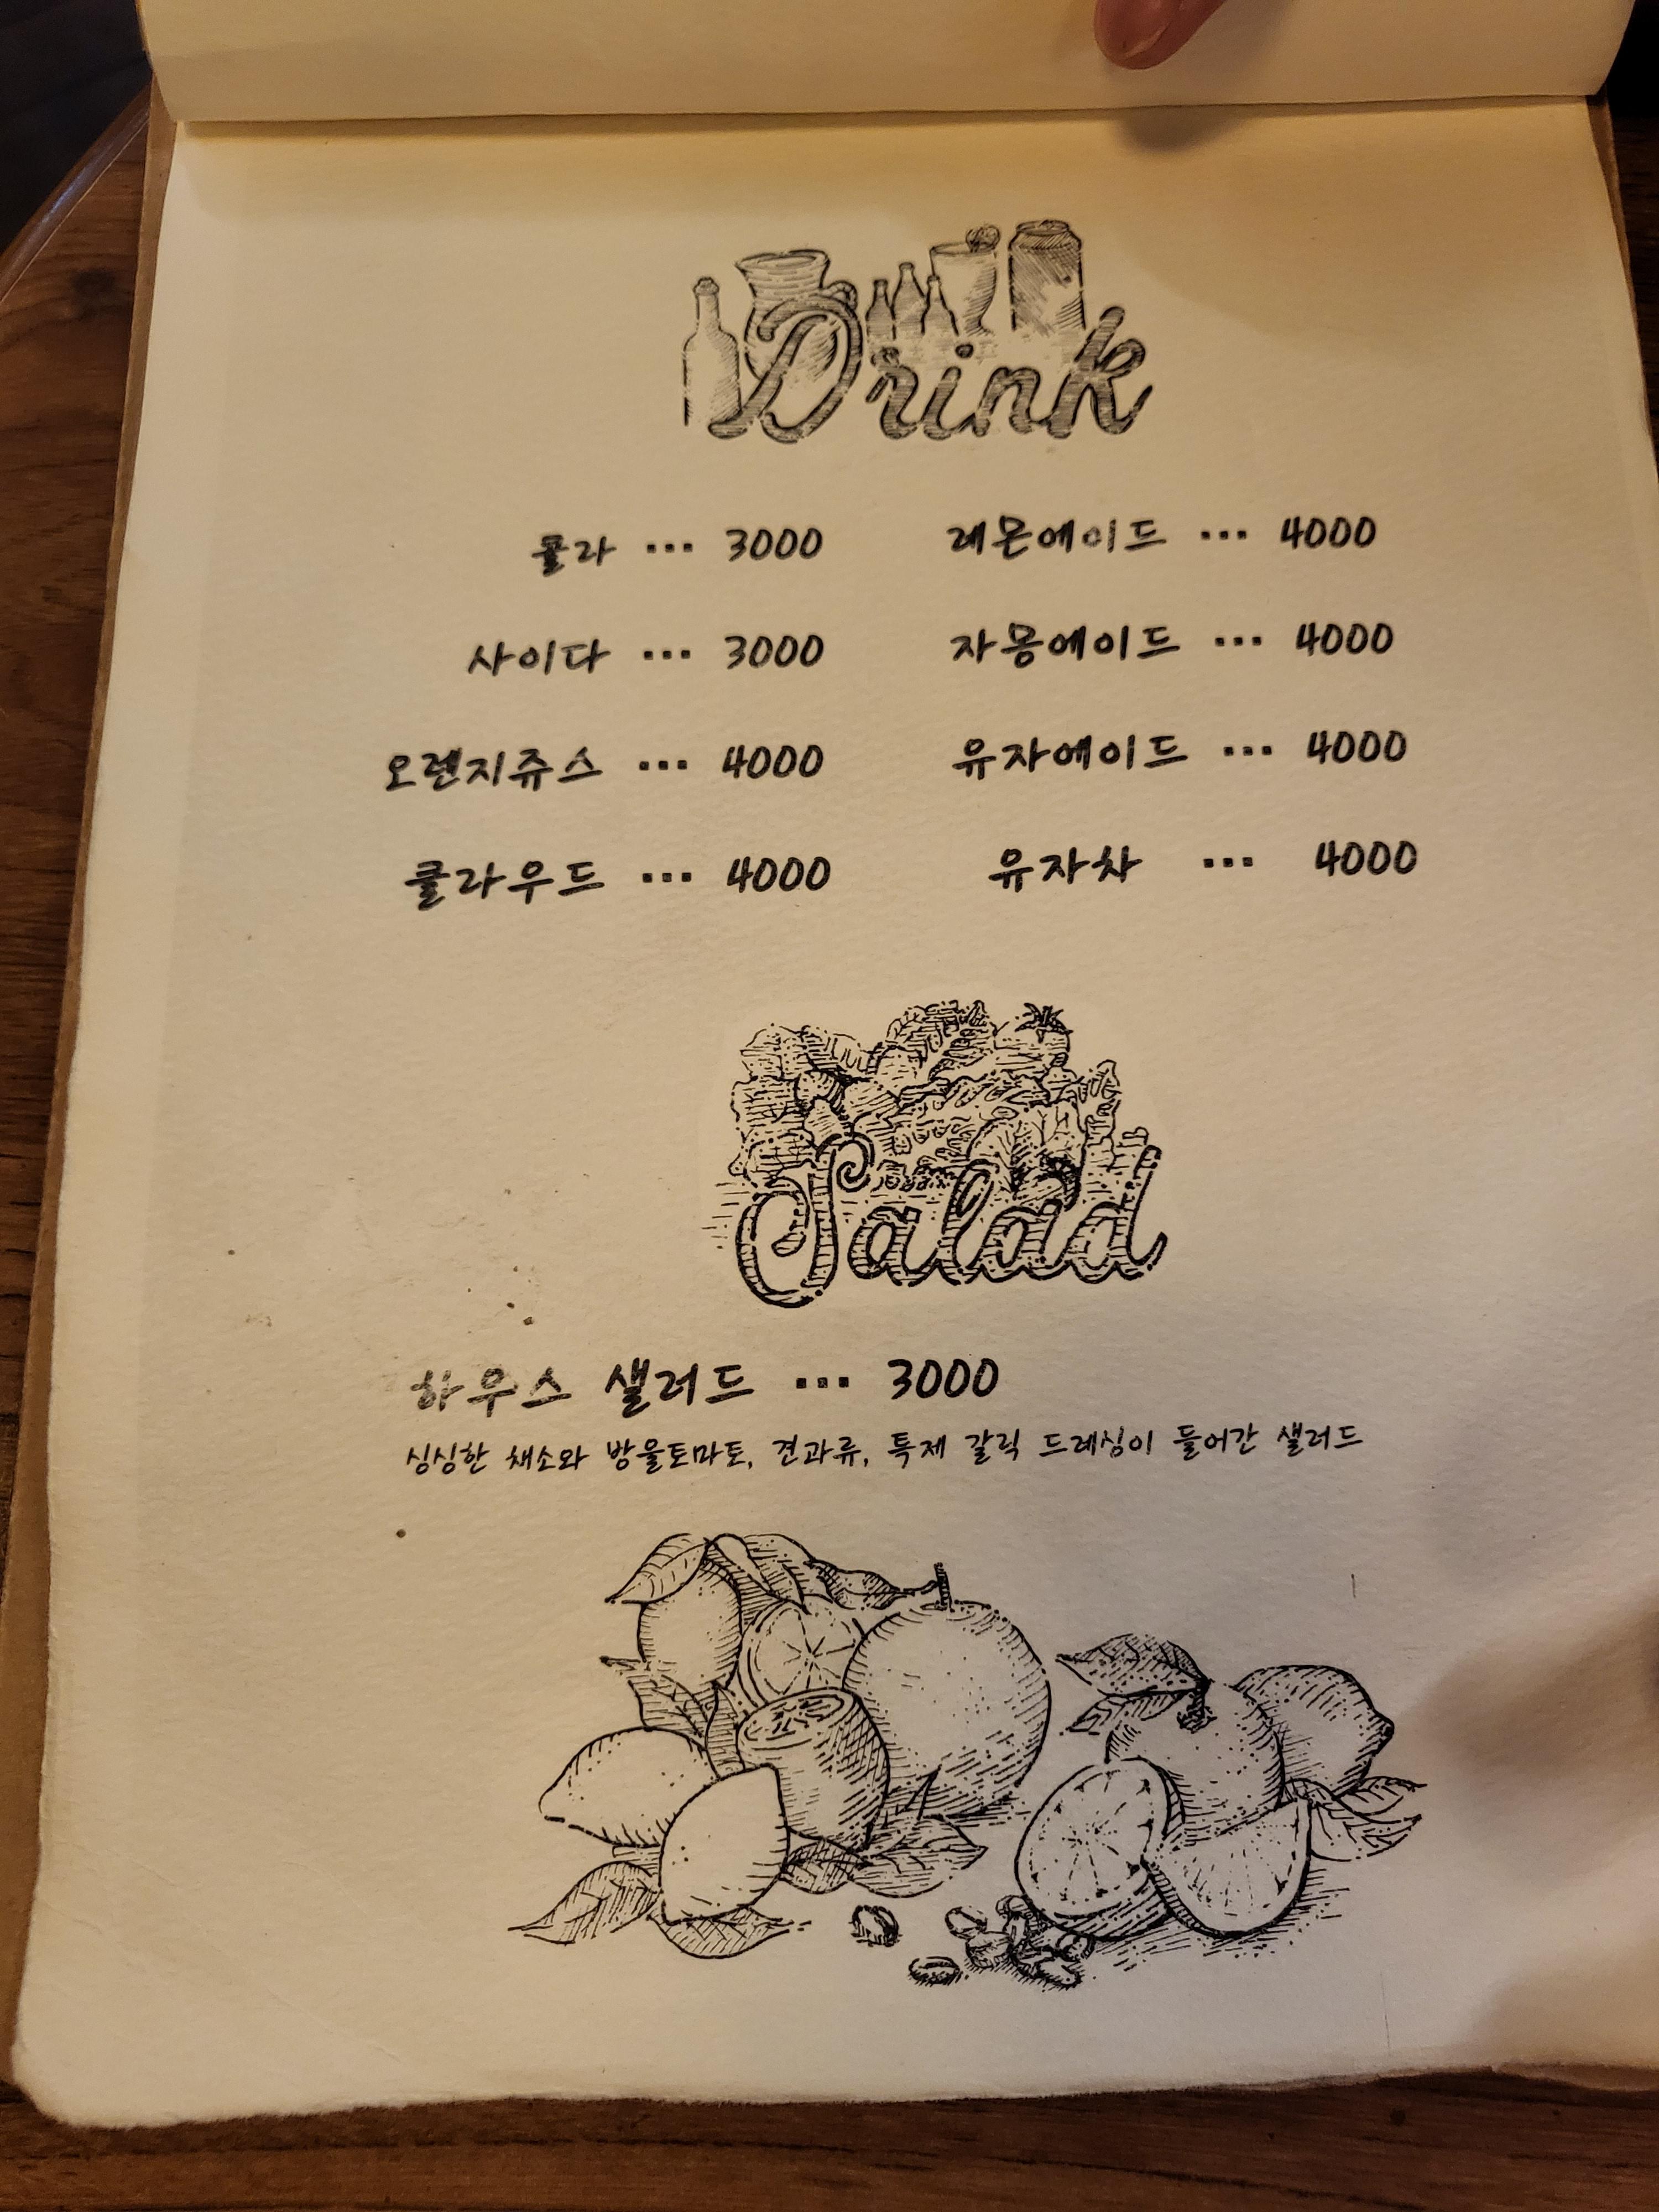 Drink
콜라 ... 3000
레몬에이드 ... 4000
사이다 ... 3000
자몽에이드 ... 4000
오렌지쥬스 ... 4000
유자에이드 ... 4000
클라우드 ... 4000
유자차 ... 4000
Salad
하우스 샐러드 ... 3000
싱싱한 채소와 방울토마토, 견과류, 특제 갈릭 드레싱이 들어간 샐러드